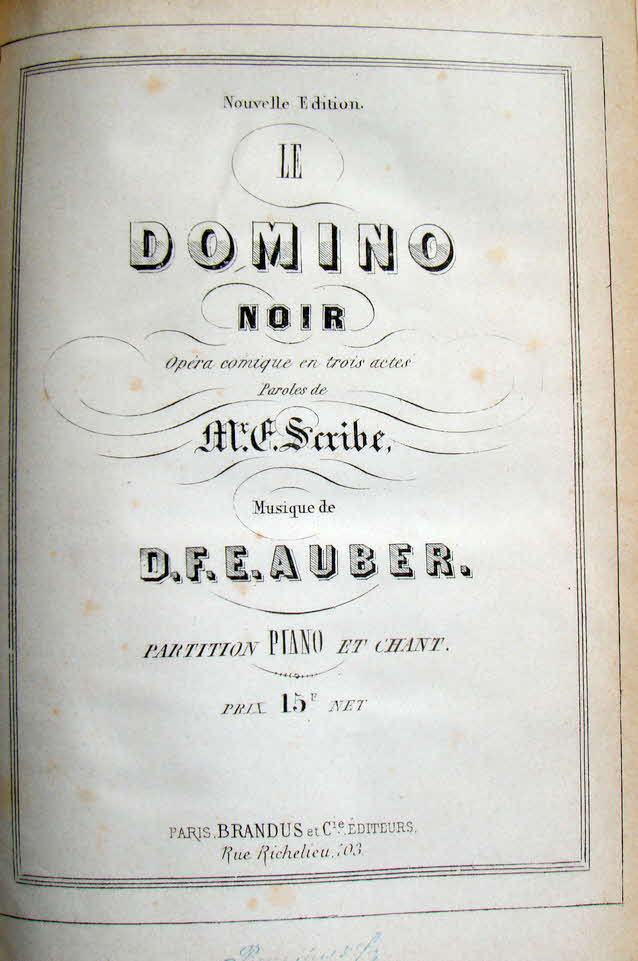 Nouvelle Edition.
LE
DOMINO
NOIR
Opéra comique en trois actes
Paroles de
Mr. E. Scribe,
Musique de
D.F.E. AUBER.
PARTITION PIANO ET CHANT.
PRIX 15F NET
PARIS, BRANDUS et Cie. ÉDITEURS,
Rue Richelieu, 103.